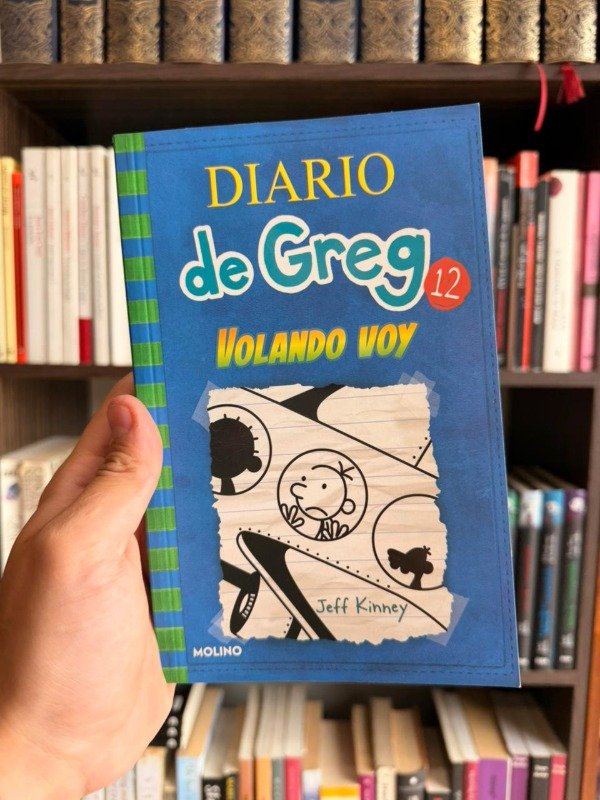 DIARIO
de Greg
12
VOLANDO VOY
Jeff Kinney
MOLINO